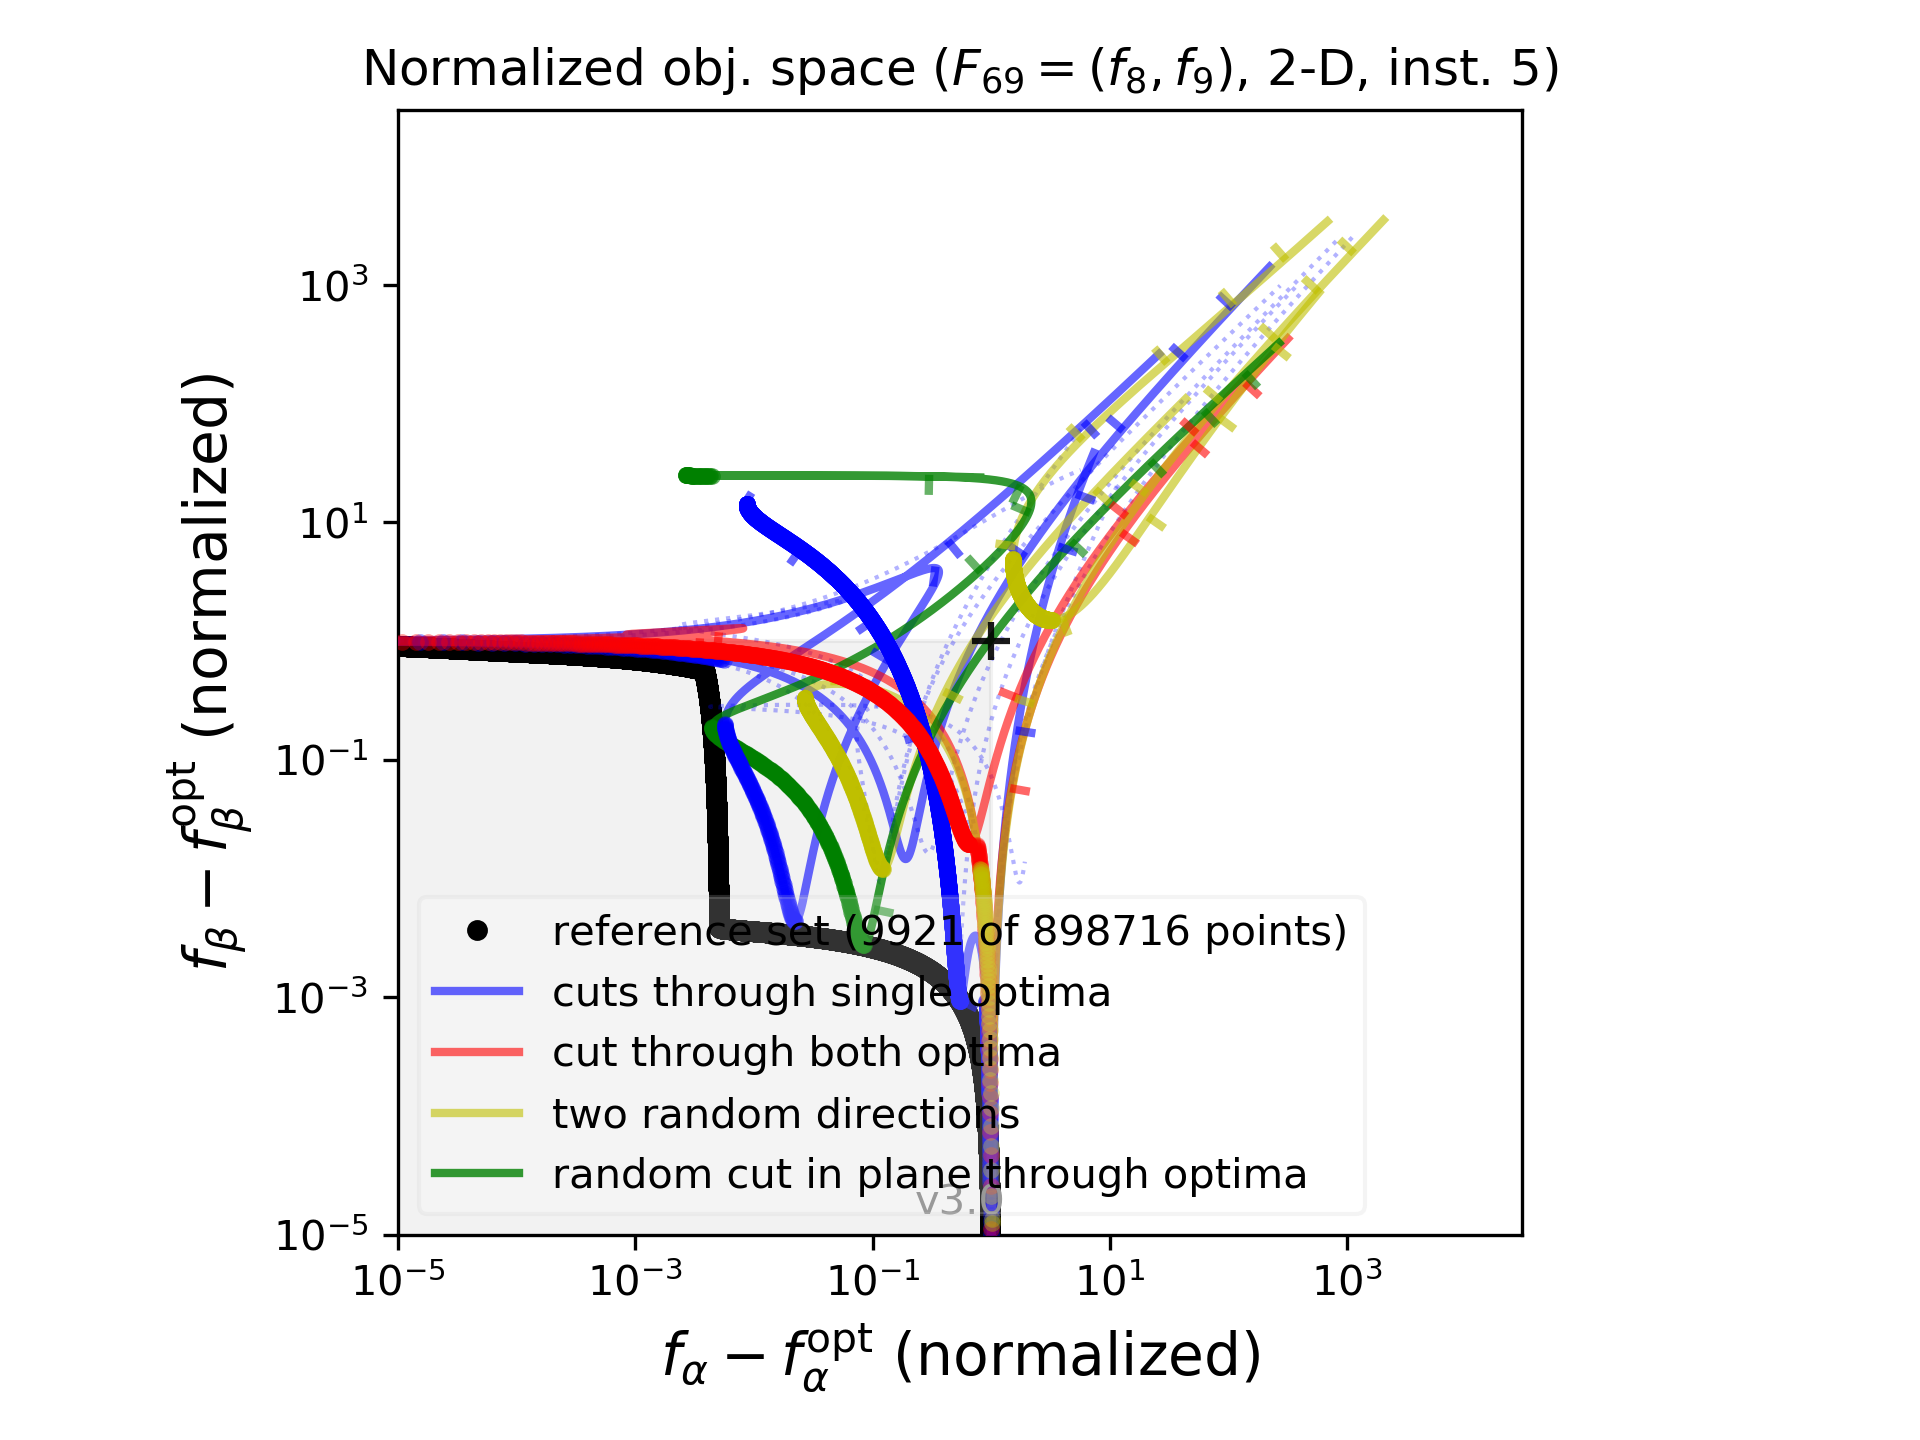 Normalized obj. space (F₆₉ = (f₈, f₉), 2-D, inst. 5)
f_β − f_β^opt (normalized)
10³
10¹
10⁻¹
10⁻³
10⁻⁵
reference set (9921 of 898716 points)
cuts through single optima
cut through both optima
two random directions
random cut in plane through optima
v3.0
10⁻⁵ 10⁻³ 10⁻¹ 10¹ 10³
f_α − f_α^opt (normalized)